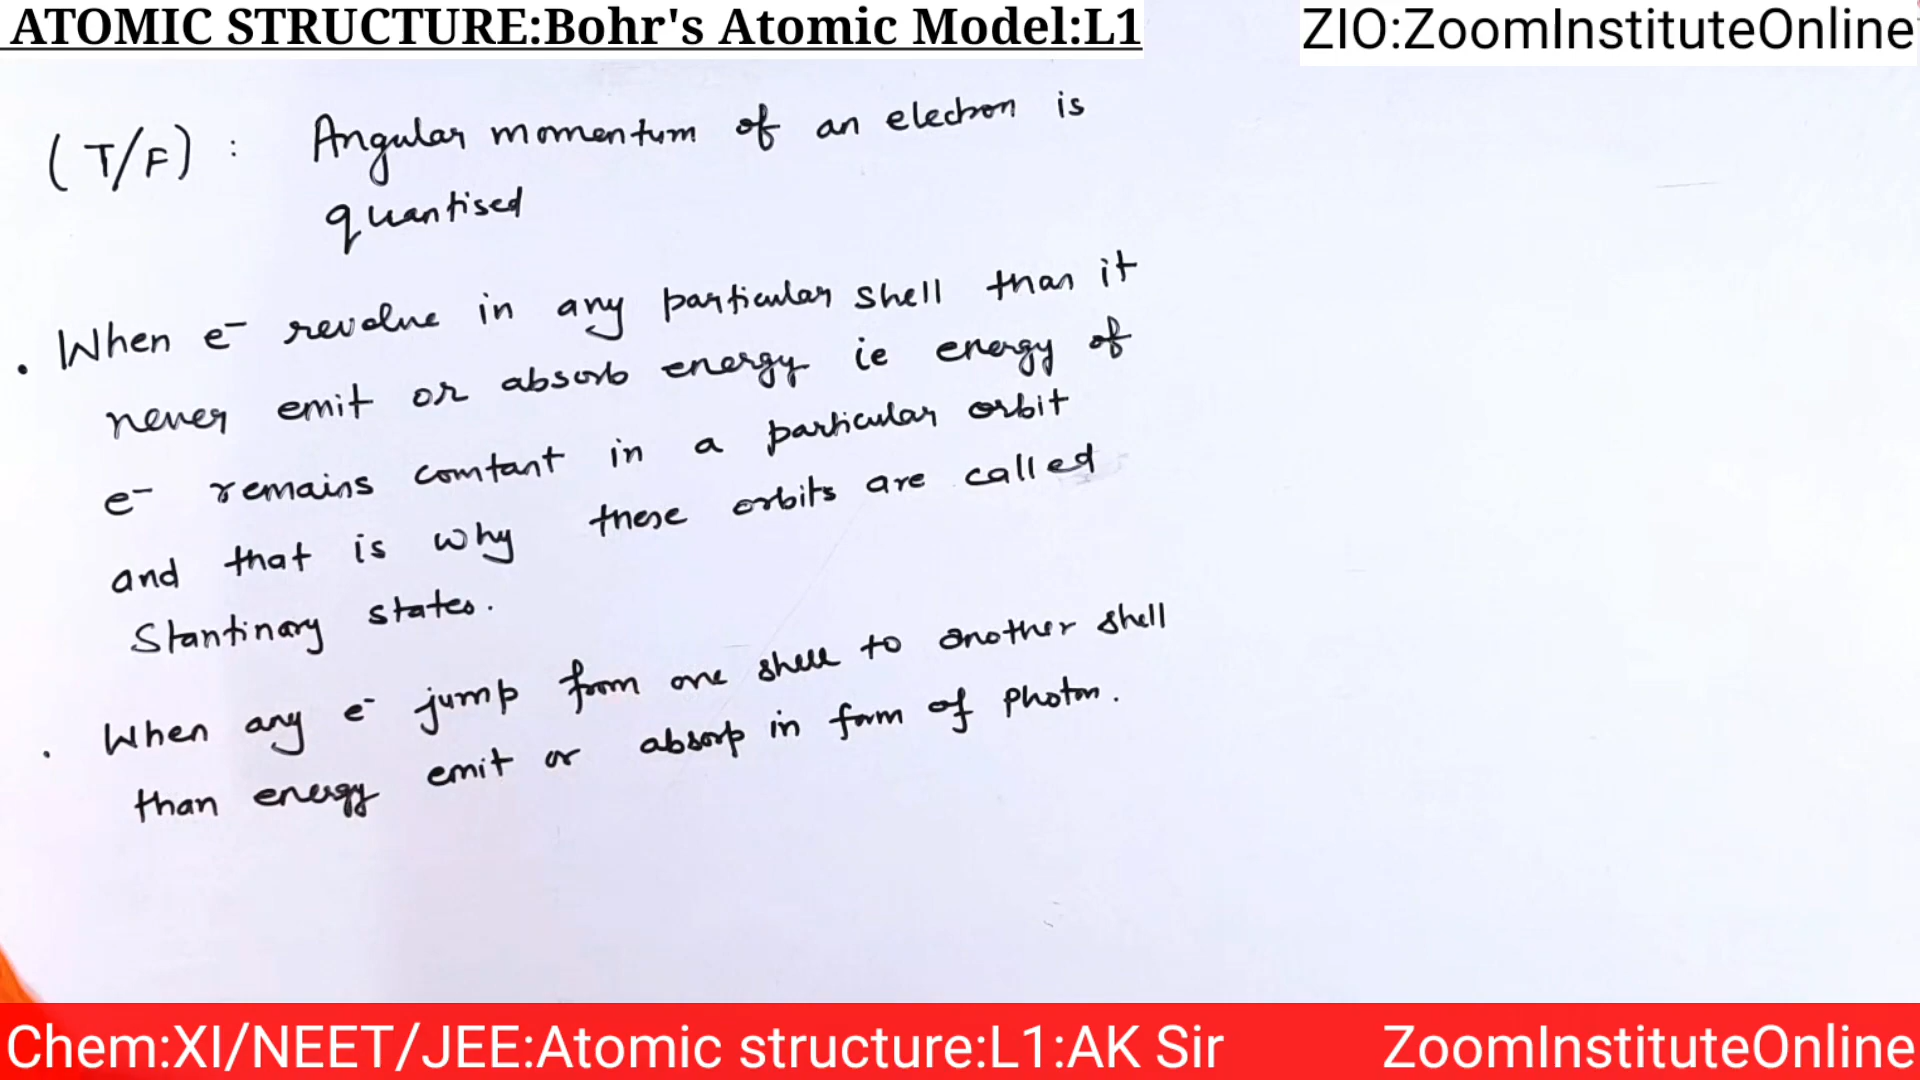 ATOMIC STRUCTURE:Bohr's Atomic Model:L1
ZIO:ZoomInstituteOnline
(T/F) : Angular momentum of an electron is
quantised
• When e⁻ revolve in any particular shell than it
never emit or absorb energy ie energy of
e⁻ remains constant in a particular orbit
and that is why these orbits are called
Stantinary states.
• When any e⁻ jump from one shell to another shell
than energy emit or absorp in form of photon.
Chem:XI/NEET/JEE:Atomic structure:L1:AK Sir
ZoomInstituteOnline